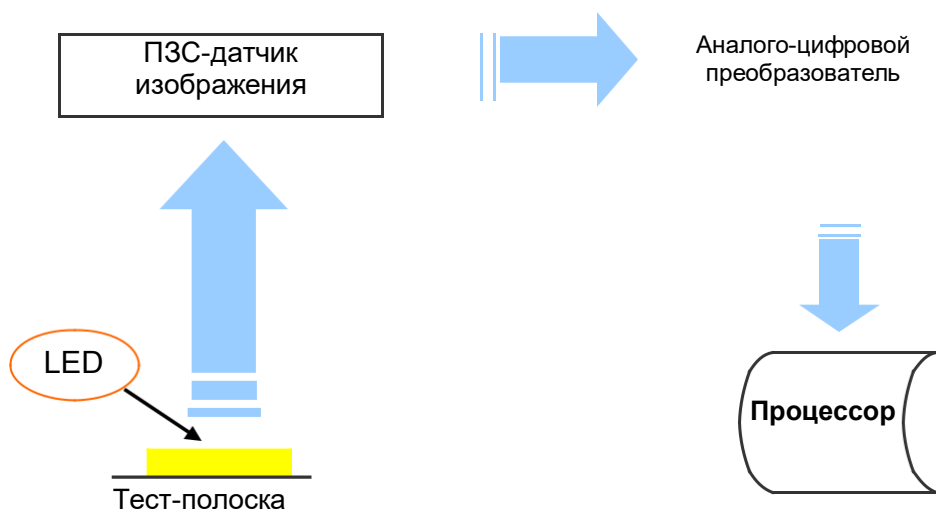 ПЗС-датчик
изображения
Аналого-цифровой
преобразователь
LED
Процессор
Тест-полоска